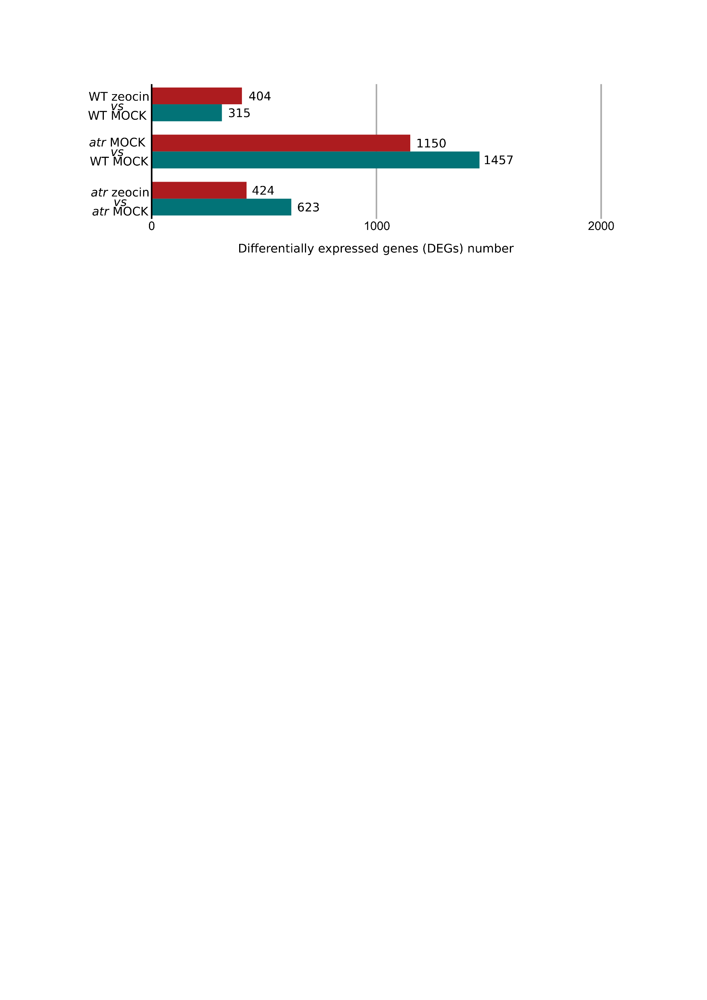 WT zeocin
vs
WT MOCK
404
315
atr MOCK
vs
WT MOCK
1150
1457
atr zeocin
vs
atr MOCK
424
623
0 1000 2000
Differentially expressed genes (DEGs) number